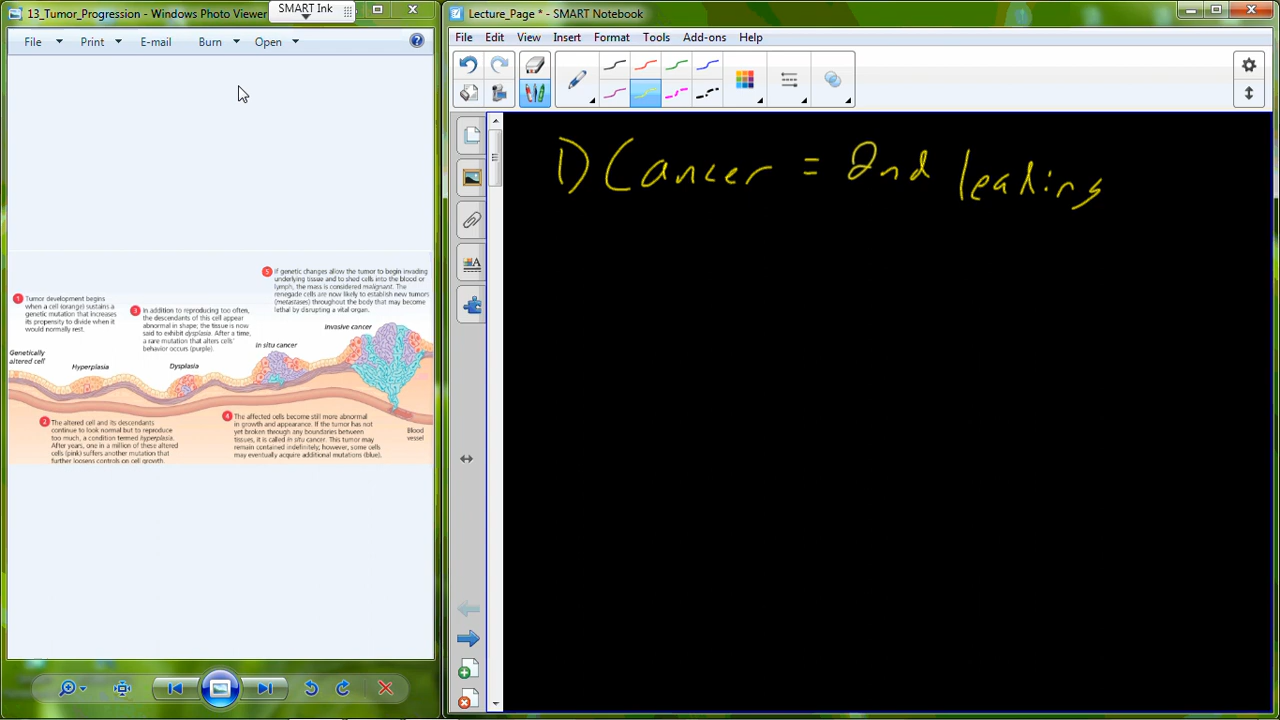 13_Tumor_Progression - Windows Photo Viewer
SMART Ink
File Print E-mail Burn Open
1 Tumor development begins
when a cell (orange) sustains a
genetic mutation that increases
its propensity to divide when it
would normally rest.
Genetically
altered cell
Hyperplasia
2 The altered cell and its descendants
continue to look normal but to reproduce
too much, a condition termed hyperplasia.
After years, one in a million of these altered
cells (pink) suffers another mutation that
further loosens controls on cell growth.
3 In addition to reproducing too often,
the descendants of this cell appear
abnormal in shape; the tissue is now
said to exhibit dysplasia. After a time,
a rare mutation that alters cells'
behavior occurs (purple).
Dysplasia
In situ cancer
4 The affected cells become still more abnormal
in growth and appearance. If the tumor has not
yet broken through any boundaries between
tissues, it is called in situ cancer. This tumor may
remain contained indefinitely; however, some cells
may eventually acquire additional mutations (blue).
5 If genetic changes allow the tumor to begin invading
underlying tissue and to shed cells into the blood or
lymph, the mass is considered malignant. The
renegade cells are now likely to establish new tumors
(metastases) throughout the body that may become
lethal by disrupting a vital organ.
Invasive cancer
Blood
vessel
Lecture_Page * - SMART Notebook
File Edit View Insert Format Tools Add-ons Help
1) Cancer = 2nd leading